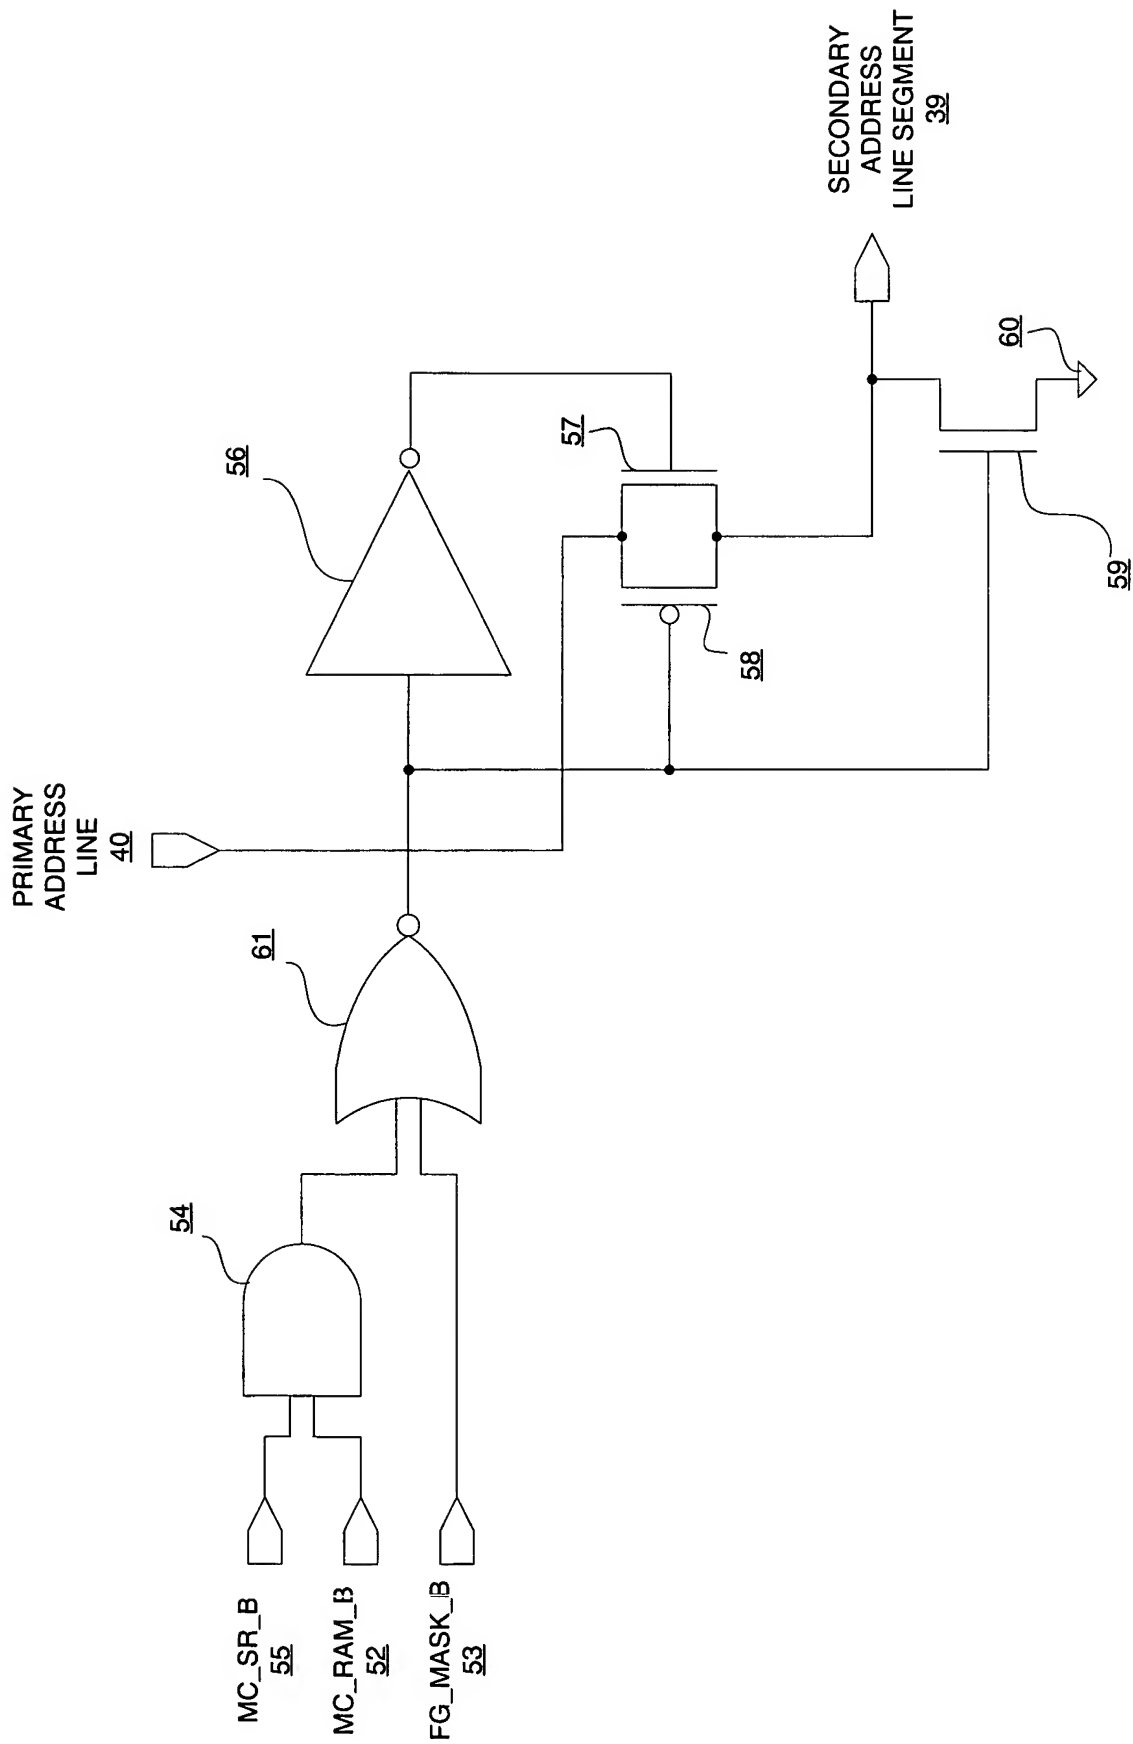 PRIMARY
ADDRESS
LINE
40
SECONDARY
ADDRESS
LINE SEGMENT
39
MC_SR_B
55
MC_RAM_B
52
FG_MASK_B
53
54
61
56
57
58
59
60